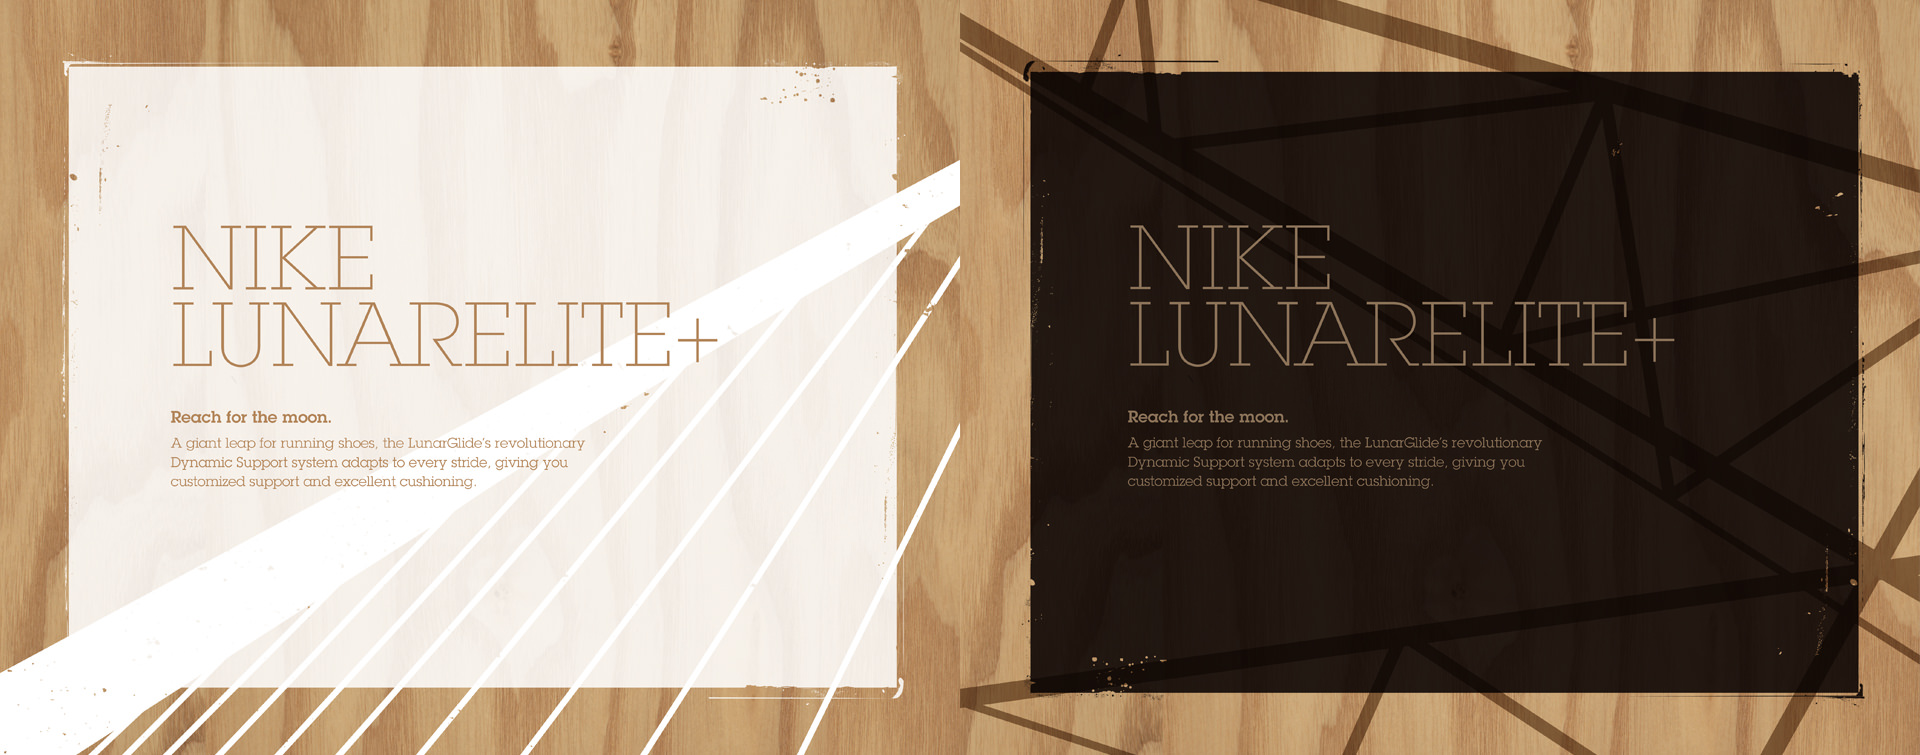 NIKE
LUNARELITE+
Reach for the moon.
A giant leap for running shoes, the LunarGlide's revolutionary
Dynamic Support system adapts to every stride, giving you
customized support and excellent cushioning.
NIKE
LUNARELITE+
Reach for the moon.
A giant leap for running shoes, the LunarGlide's revolutionary
Dynamic Support system adapts to every stride, giving you
customized support and excellent cushioning.